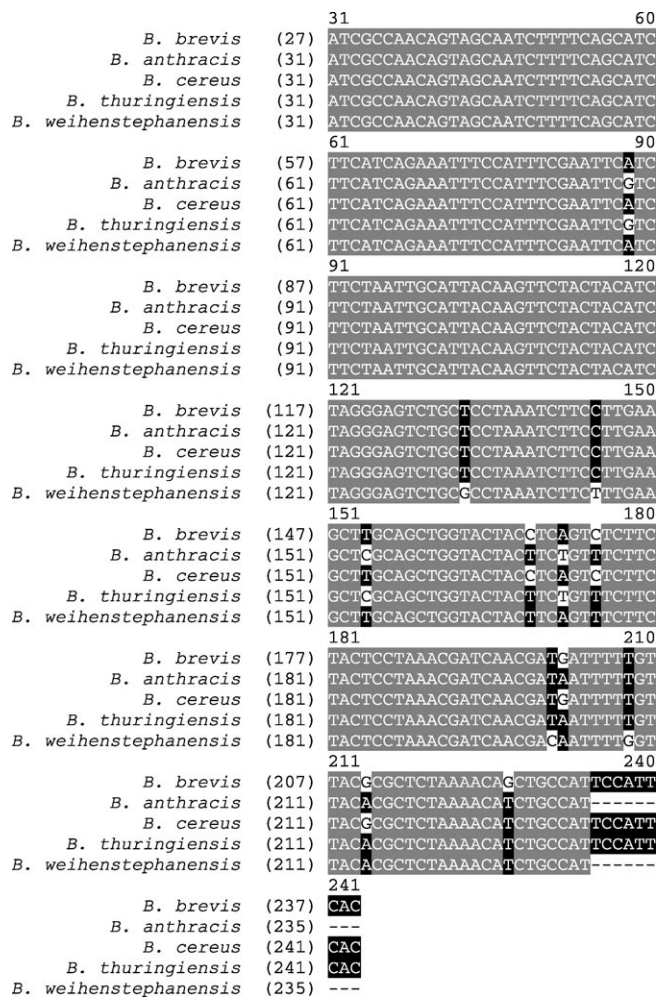 31 60
B. brevis (27) ATCGCCAACAGTAGCAATCTTTTCAGCATC
B. anthracis (31) ATCGCCAACAGTAGCAATCTTTTCAGCATC
B. cereus (31) ATCGCCAACAGTAGCAATCTTTTCAGCATC
B. thuringiensis (31) ATCGCCAACAGTAGCAATCTTTTCAGCATC
B. weihenstephanensis (31) ATCGCCAACAGTAGCAATCTTTTCAGCATC
61 90
B. brevis (57) TTCATCAGAAATTTCCATTTCGAATTCATC
B. anthracis (61) TTCATCAGAAATTTCCATTTCGAATTCGTC
B. cereus (61) TTCATCAGAAATTTCCATTTCGAATTCATC
B. thuringiensis (61) TTCATCAGAAATTTCCATTTCGAATTCGTC
B. weihenstephanensis (61) TTCATCAGAAATTTCCATTTCGAATTCATC
91 120
B. brevis (87) TTCTAATTGCATTACAAGTTCTACTACATC
B. anthracis (91) TTCTAATTGCATTACAAGTTCTACTACATC
B. cereus (91) TTCTAATTGCATTACAAGTTCTACTACATC
B. thuringiensis (91) TTCTAATTGCATTACAAGTTCTACTACATC
B. weihenstephanensis (91) TTCTAATTGCATTACAAGTTCTACTACATC
121 150
B. brevis (117) TAGGGAGTCTGCTCCTAAATCTTCCTTGAA
B. anthracis (121) TAGGGAGTCTGCTCCTAAATCTTCCTTGAA
B. cereus (121) TAGGGAGTCTGCTCCTAAATCTTCCTTGAA
B. thuringiensis (121) TAGGGAGTCTGCTCCTAAATCTTCCTTGAA
B. weihenstephanensis (121) TAGGGAGTCTGCGCCTAAATCTTCTTTGAA
151 180
B. brevis (147) GCTTGCAGCTGGTACTACCTCAGTCTCTTC
B. anthracis (151) GCTCGCAGCTGGTACTACTTCTGTTTCTTC
B. cereus (151) GCTTGCAGCTGGTACTACCTCAGTCTCTTC
B. thuringiensis (151) GCTCGCAGCTGGTACTACTTCTGTTTCTTC
B. weihenstephanensis (151) GCTTGCAGCTGGTACTACTTCAGTTTCTTC
181 210
B. brevis (177) TACTCCTAAACGATCAACGATGATTTTTGT
B. anthracis (181) TACTCCTAAACGATCAACGATAATTTTTGT
B. cereus (181) TACTCCTAAACGATCAACGATGATTTTTGT
B. thuringiensis (181) TACTCCTAAACGATCAACGATAATTTTTGT
B. weihenstephanensis (181) TACTCCTAAACGATCAACGACAATTTTGGT
211 240
B. brevis (207) TACGCGCTCTAAAACAGCTGCCATTCCATT
B. anthracis (211) TACACGCTCTAAAACATCTGCCAT------
B. cereus (211) TACGCGCTCTAAAACATCTGCCATTCCATT
B. thuringiensis (211) TACACGCTCTAAAACATCTGCCATTCCATT
B. weihenstephanensis (211) TACACGCTCTAAAACATCTGCCAT------
241
B. brevis (237) CAC
B. anthracis (235) ---
B. cereus (241) CAC
B. thuringiensis (241) CAC
B. weihenstephanensis (235) ---